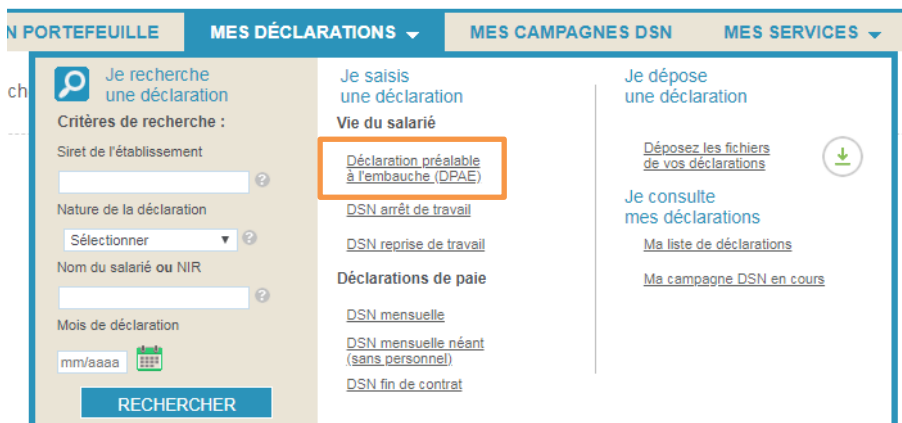 N PORTEFEUILLE
MES DÉCLARATIONS
MES CAMPAGNES DSN
MES SERVICES
ch
Je recherche
une déclaration
Critères de recherche :
Siret de l'établissement
Nature de la déclaration
Sélectionner
Nom du salarié ou NIR
Mois de déclaration
mm/aaaa
RECHERCHER
Je saisis
une déclaration
Vie du salarié
Déclaration préalable
à l'embauche (DPAE)
DSN arrêt de travail
DSN reprise de travail
Déclarations de paie
DSN mensuelle
DSN mensuelle néant
(sans personnel)
DSN fin de contrat
Je dépose
une déclaration
Déposez les fichiers
de vos déclarations
Je consulte
mes déclarations
Ma liste de déclarations
Ma campagne DSN en cours